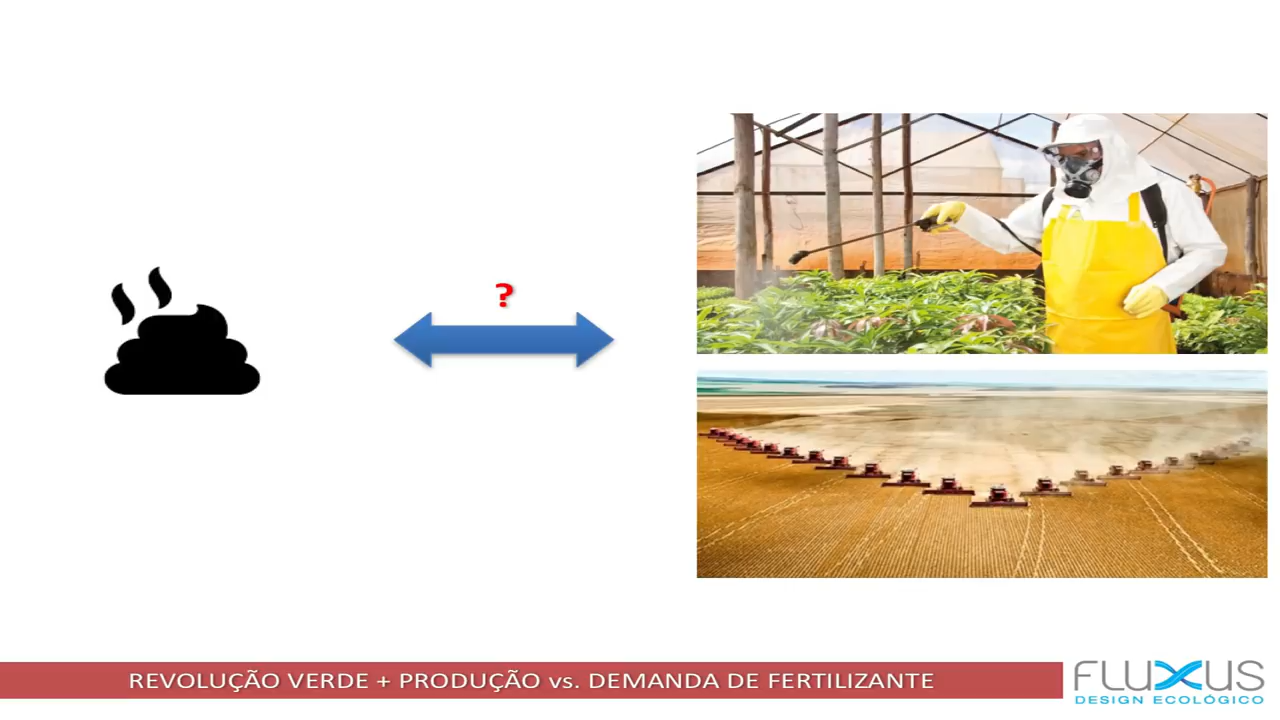 ?
REVOLUÇÃO VERDE + PRODUÇÃO vs. DEMANDA DE FERTILIZANTE
FLUXUS
DESIGN ECOLÓGICO